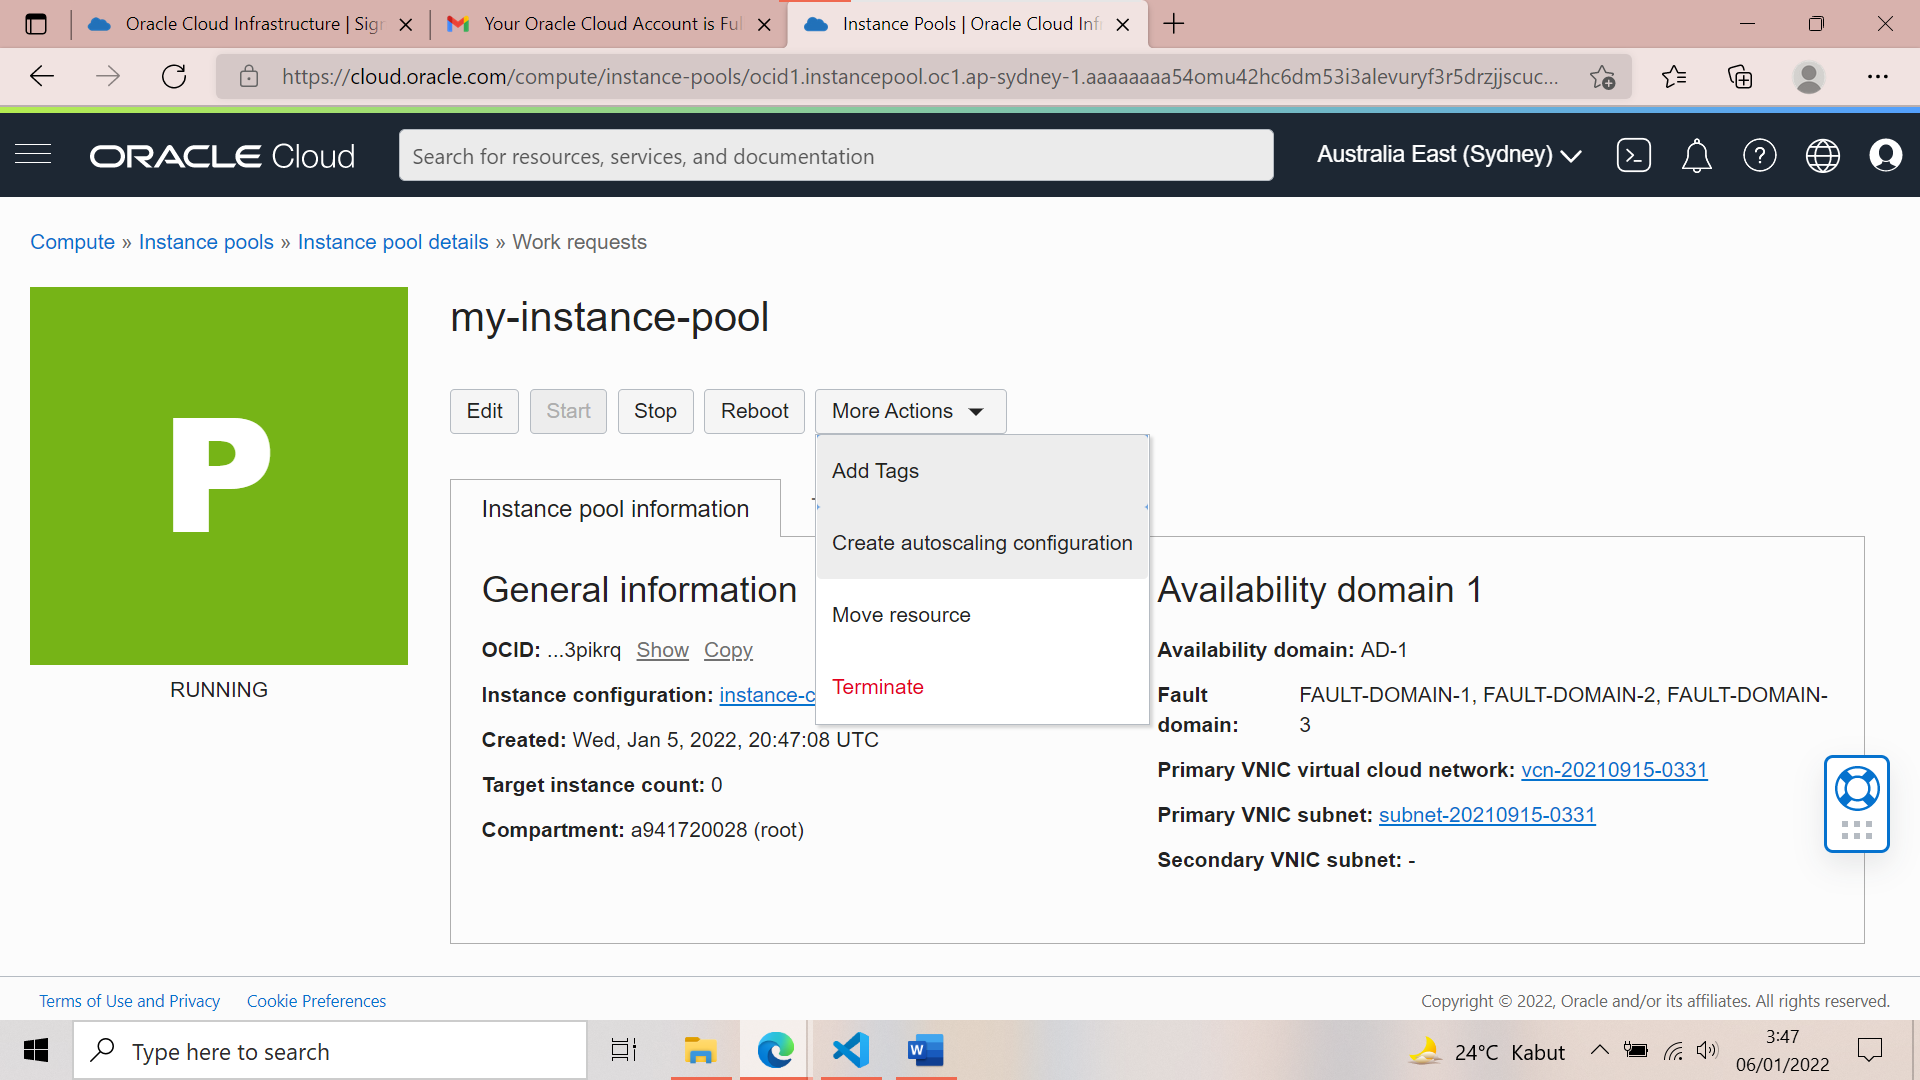 Oracle Cloud Infrastructure | Sign
Your Oracle Cloud Account is Full
Instance Pools | Oracle Cloud Infr
https://cloud.oracle.com/compute/instance-pools/ocid1.instancepool.oc1.ap-sydney-1.aaaaaaaa54omu42hc6dm53i3alevuryf3r5drzjjscuc...
ORACLE Cloud
Search for resources, services, and documentation
Australia East (Sydney)
Compute » Instance pools » Instance pool details » Work requests
P
RUNNING
my-instance-pool
Edit
Start
Stop
Reboot
More Actions
Add Tags
Create autoscaling configuration
Move resource
Terminate
Instance pool information
General information
OCID: ...3pikrq Show Copy
Instance configuration: instance-c
Created: Wed, Jan 5, 2022, 20:47:08 UTC
Target instance count: 0
Compartment: a941720028 (root)
Availability domain 1
Availability domain: AD-1
Fault domain: FAULT-DOMAIN-1, FAULT-DOMAIN-2, FAULT-DOMAIN-
3
Primary VNIC virtual cloud network: vcn-20210915-0331
Primary VNIC subnet: subnet-20210915-0331
Secondary VNIC subnet: -
Terms of Use and Privacy
Cookie Preferences
Copyright © 2022, Oracle and/or its affiliates. All rights reserved.
Type here to search
24°C Kabut
3:47
06/01/2022